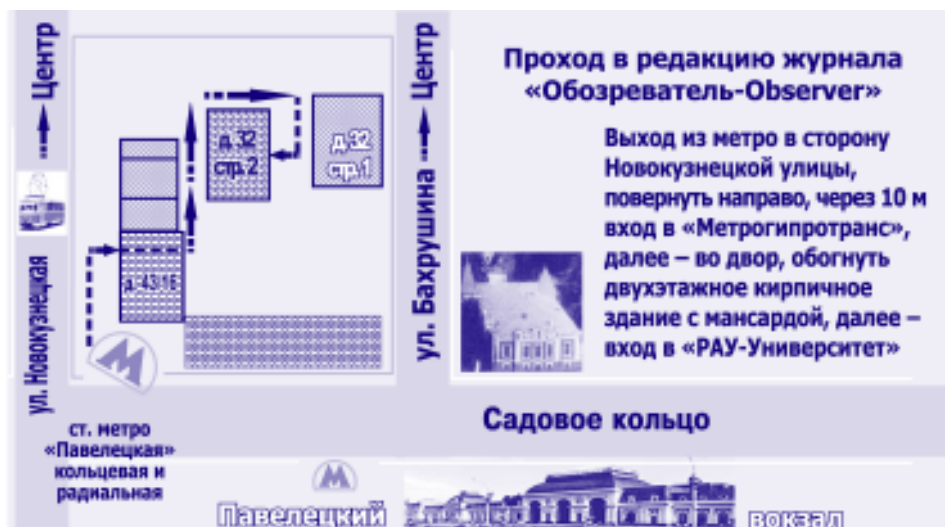 Проход в редакцию журнала
«Обозреватель-Observer»
Выход из метро в сторону
Новокузнецкой улицы,
повернуть направо, через 10 м
вход в «Метрогипротранс»,
далее – во двор, обогнуть
двухэтажное кирпичное
здание с мансардой, далее –
вход в «РАУ-Университет»
ул. Новокузнецкая
Центр
ул. Бахрушина
Центр
д.32
стр.2
д.32
стр.1
д.43/16
М
Садовое кольцо
ст. метро
«Павелецкая»
кольцевая и
радиальная
М
Павелецкий вокзал